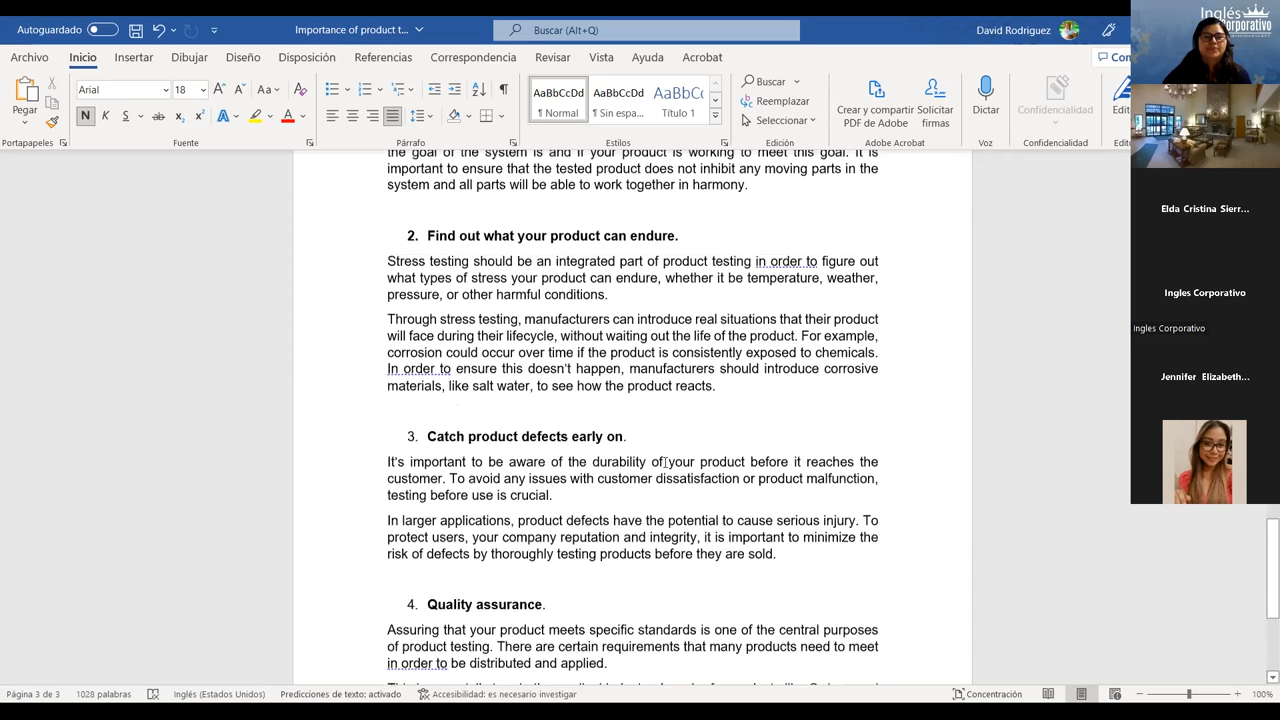 Autoguardado
Importance of product t...
Buscar (Alt+Q)
David Rodriguez
Inglés
Corporativo
Archivo
Inicio
Insertar
Dibujar
Diseño
Disposición
Referencias
Correspondencia
Revisar
Vista
Ayuda
Acrobat
Com
Pegar
Arial
18
N K S ab x₂ x²
AaBbCcDd
¶ Normal
AaBbCcDd
¶ Sin espa...
AaBbCc
Título 1
Buscar
Reemplazar
Seleccionar
Crear y compartir
PDF de Adobe
Solicitar
firmas
Dictar
Confidencialidad
Edito
Portapapeles
Fuente
Párrafo
Estilos
Edición
Adobe Acrobat
Voz
Confidencialidad
Edito
the goal of the system is and if your product is working to meet this goal. It is
important to ensure that the tested product does not inhibit any moving parts in the
system and all parts will be able to work together in harmony.
2. Find out what your product can endure.
Stress testing should be an integrated part of product testing in order to figure out
what types of stress your product can endure, whether it be temperature, weather,
pressure, or other harmful conditions.
Through stress testing, manufacturers can introduce real situations that their product
will face during their lifecycle, without waiting out the life of the product. For example,
corrosion could occur over time if the product is consistently exposed to chemicals.
In order to ensure this doesn’t happen, manufacturers should introduce corrosive
materials, like salt water, to see how the product reacts.
3. Catch product defects early on.
It’s important to be aware of the durability of your product before it reaches the
customer. To avoid any issues with customer dissatisfaction or product malfunction,
testing before use is crucial.
In larger applications, product defects have the potential to cause serious injury. To
protect users, your company reputation and integrity, it is important to minimize the
risk of defects by thoroughly testing products before they are sold.
4. Quality assurance.
Assuring that your product meets specific standards is one of the central purposes
of product testing. There are certain requirements that many products need to meet
in order to be distributed and applied.
Elda Cristina Sierr...
Ingles Corporativo
Ingles Corporativo
Jennifer Elizabeth...
Página 3 de 3
1028 palabras
Inglés (Estados Unidos)
Predicciones de texto: activado
Accesibilidad: es necesario investigar
Concentración
100%